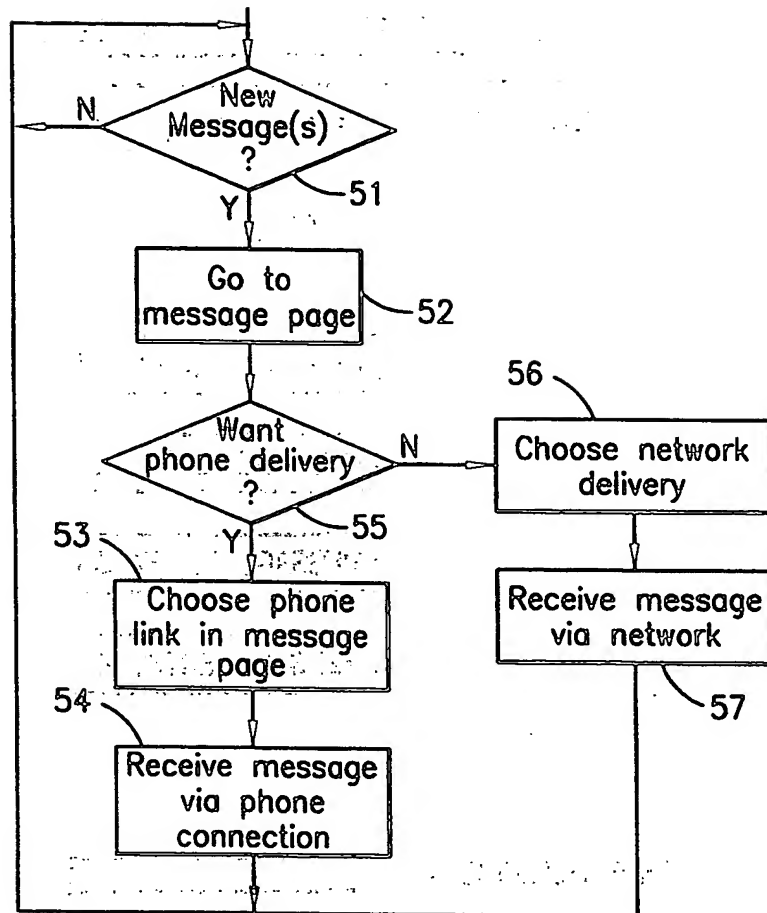 N
New
Message(s)
?
51
Y
Go to
message page
52
Want
phone delivery
?
N
55
Y
56
Choose network
delivery
53
Choose phone
link in message
page
Receive message
via network
57
54
Receive message
via phone
connection